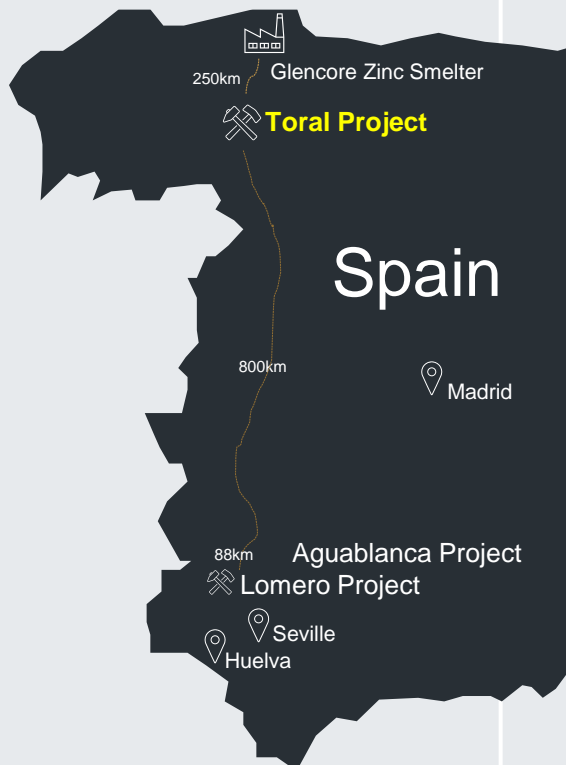 Glencore Zinc Smelter
250km
Toral Project
Spain
800km
Madrid
88km
Aguablanca Project
Lomero Project
Seville
Huelva